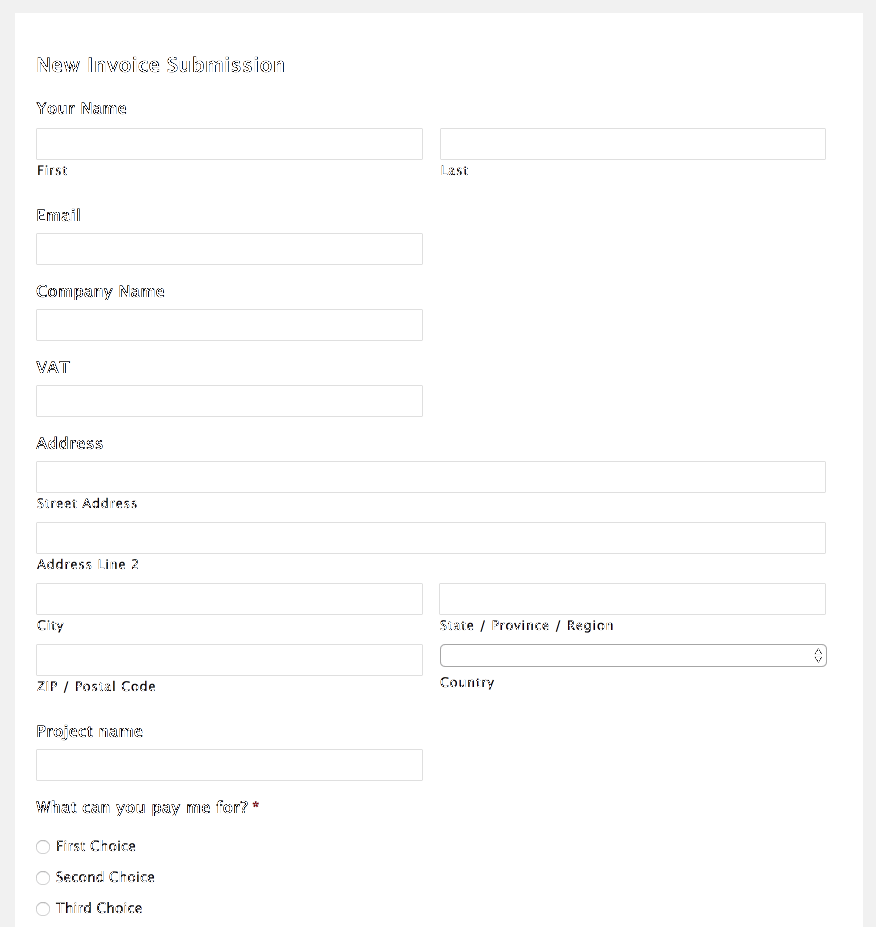 New Invoice Submission
Your Name
First Last
Email
Company Name
VAT
Address
Street Address
Address Line 2
City State / Province / Region
ZIP / Postal Code Country
Project name
What can you pay me for? *
First Choice
Second Choice
Third Choice